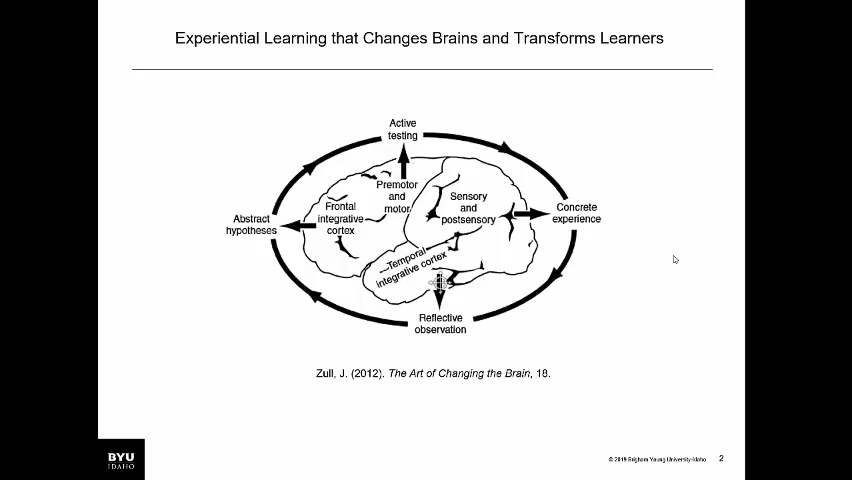 Experiential Learning that Changes Brains and Transforms Learners
Active
testing
Premotor
and
motor
Sensory
and
postsensory
Frontal
integrative
cortex
Abstract
hypotheses
Concrete
experience
Temporal
integrative cortex
Reflective
observation
Zull, J. (2012). The Art of Changing the Brain, 18.
BYU
IDAHO
© 2019 Brigham Young University-Idaho
2